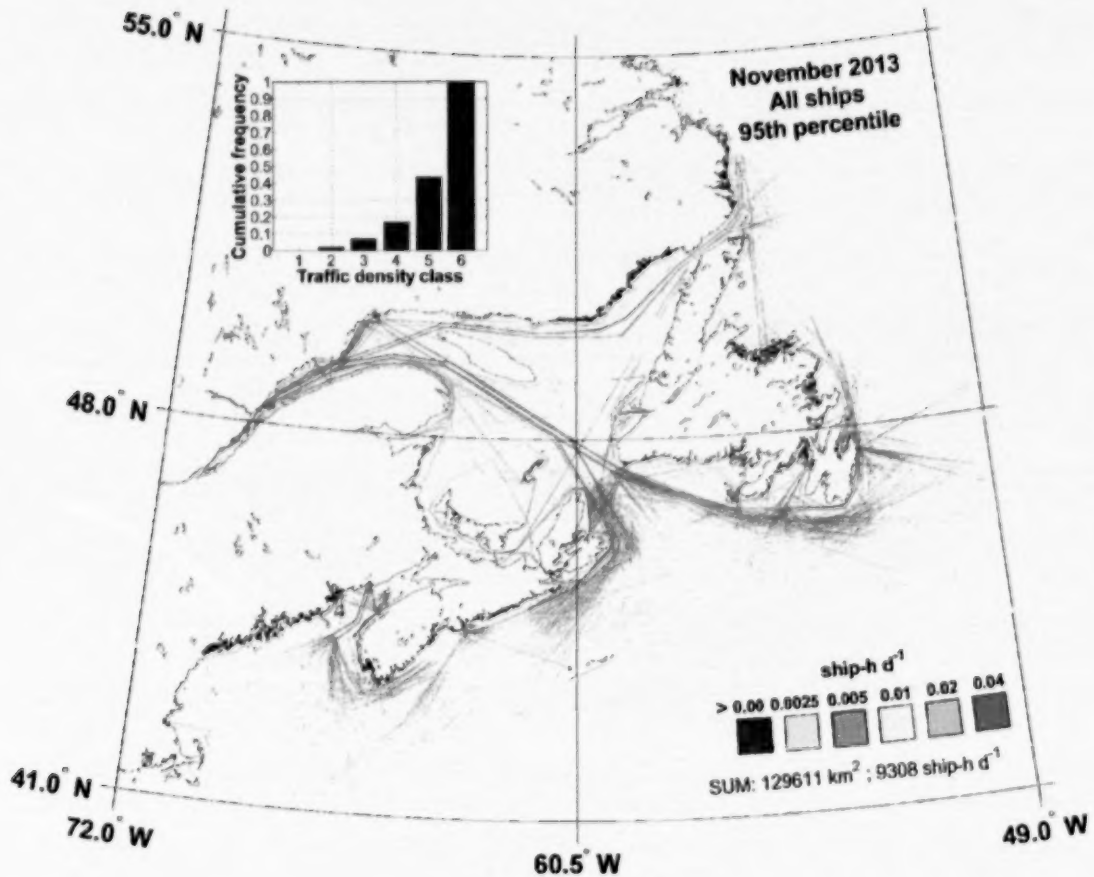 55.0° N
November 2013
All ships
95th percentile
Cumulative frequency
1
0.9
0.8
0.7
0.6
0.5
0.4
0.3
0.2
0.1
0
1 2 3 4 5 6
Traffic density class
48.0° N
ship-h d⁻¹
> 0.00 0.0025 0.005 0.01 0.02 0.04
SUM: 129611 km² ; 9308 ship-h d⁻¹
41.0° N
72.0° W
60.5° W
49.0° W